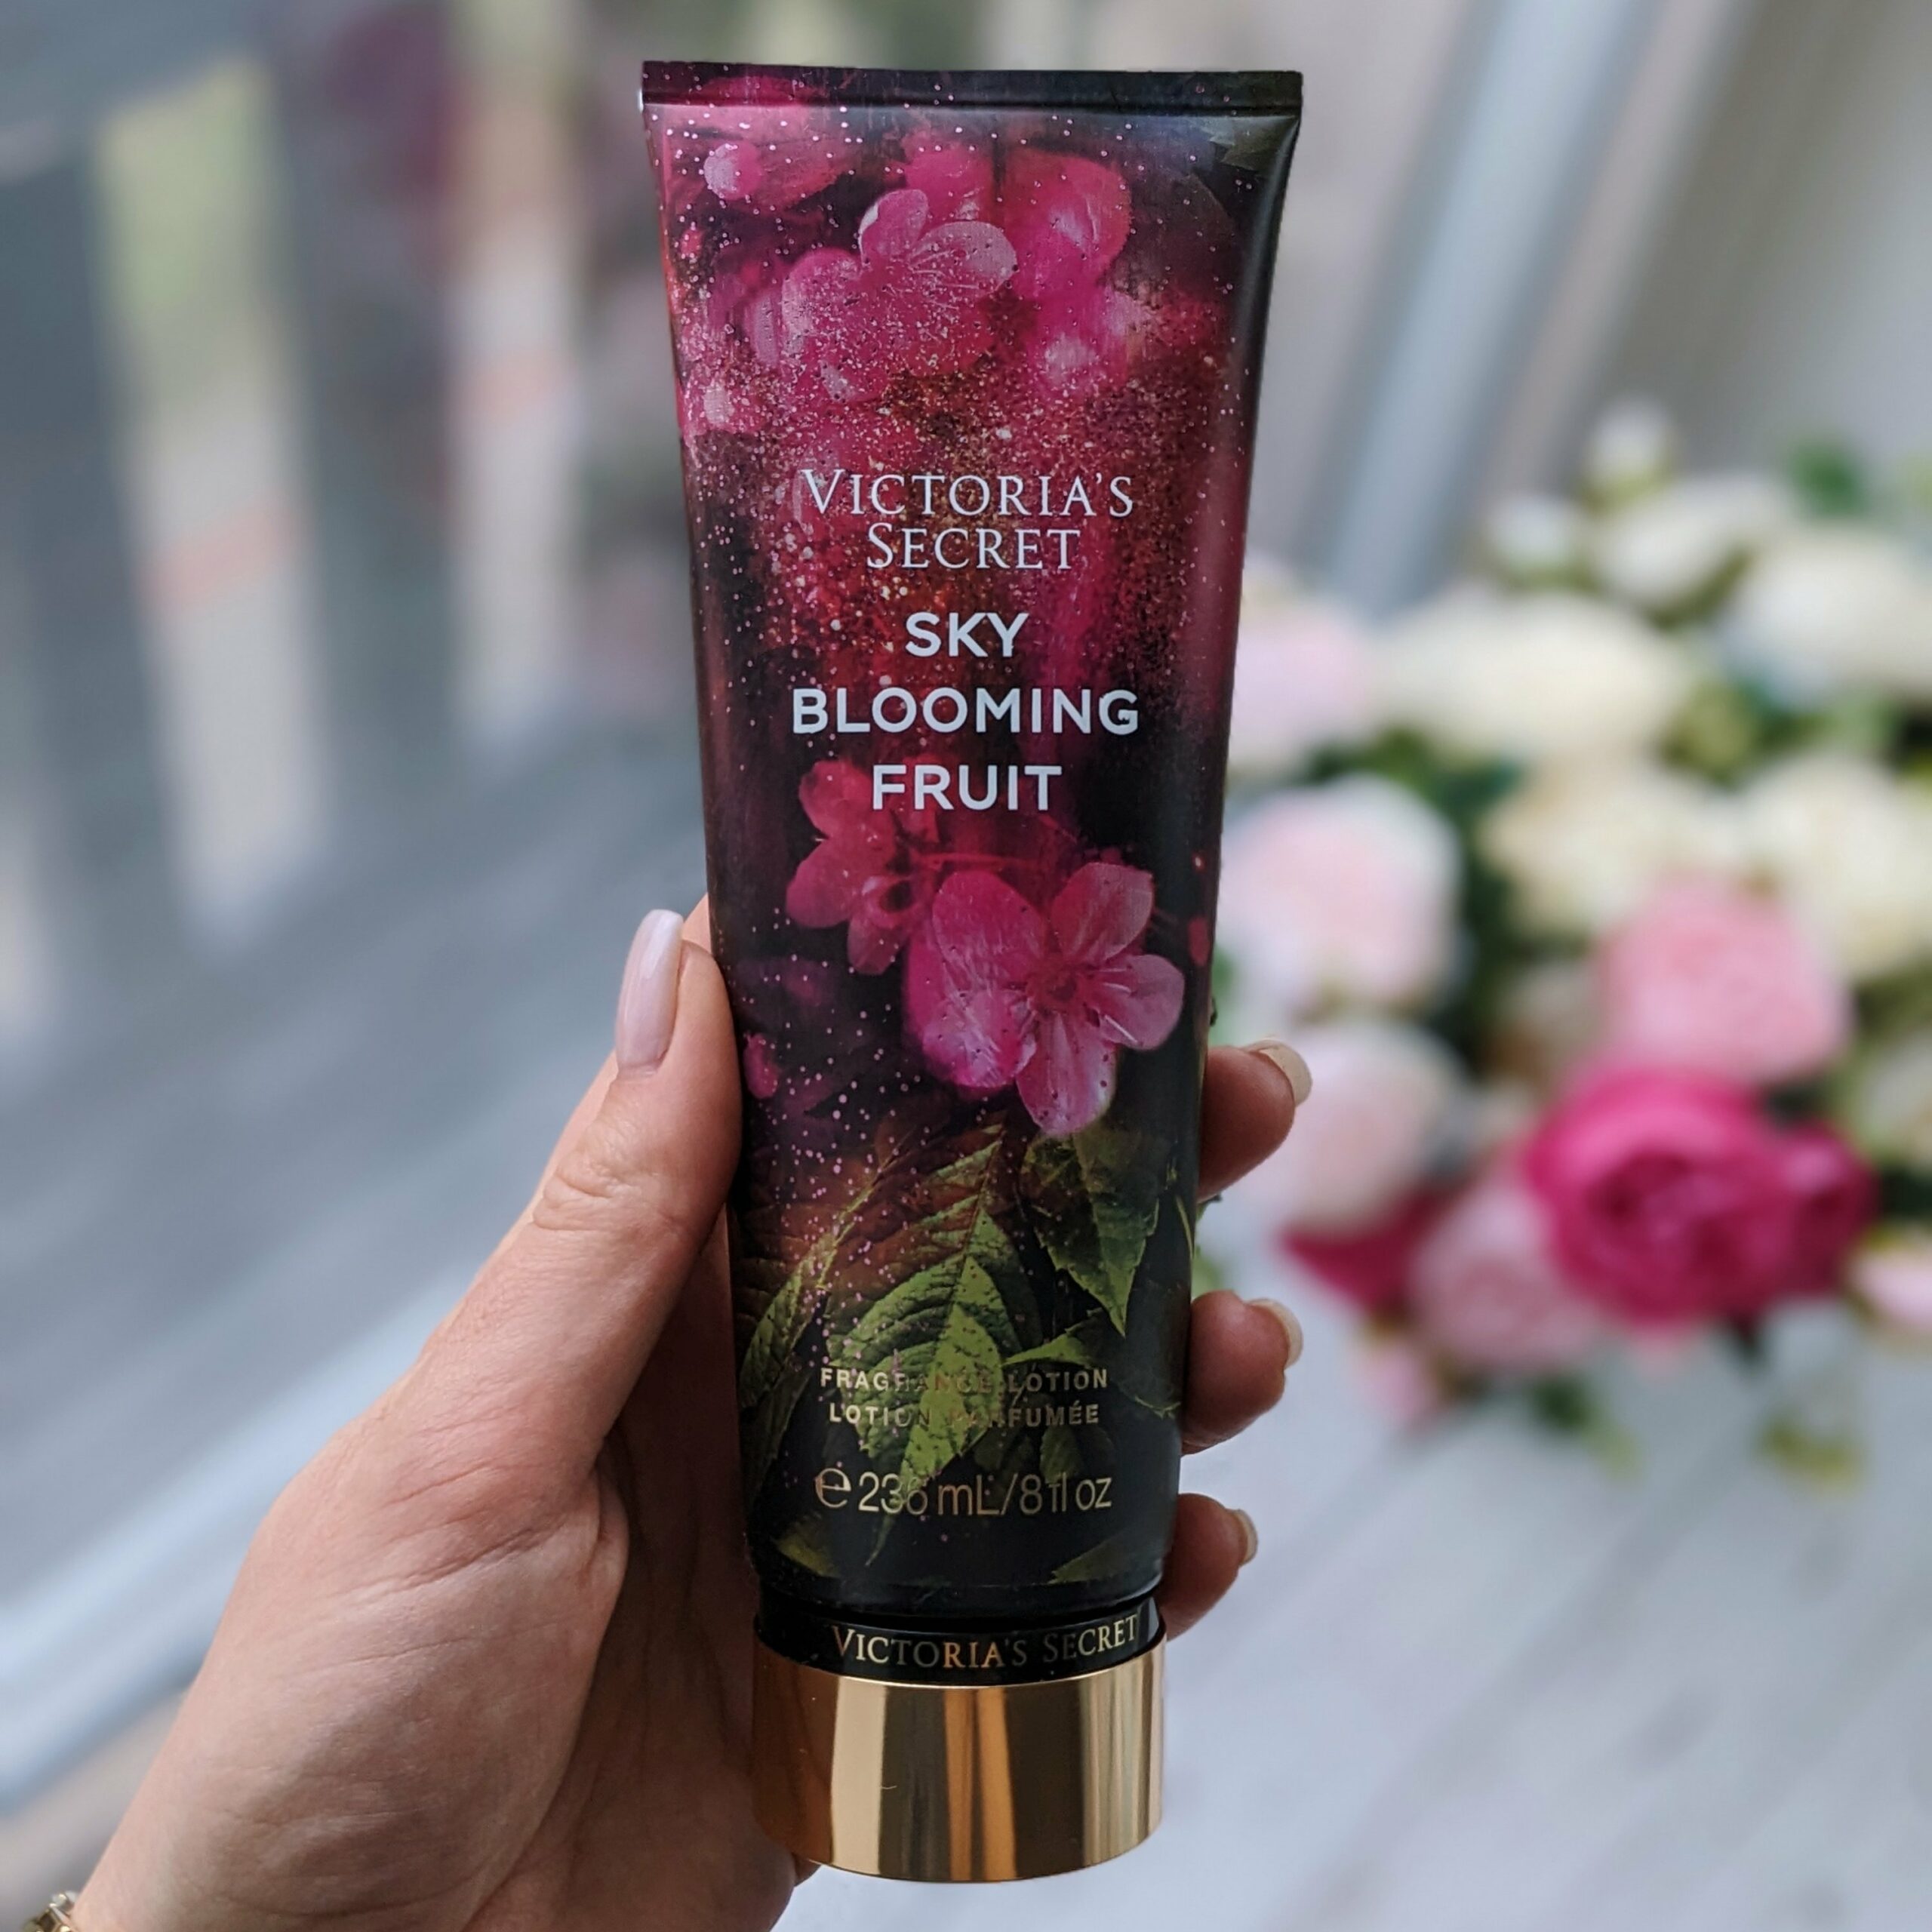 VICTORIA'S
SECRET
SKY
BLOOMING
FRUIT
FRAGRANCE LOTION
LOTION PARFUMÉE
℮ 236 mL/8 fl oz
VICTORIA'S SECRET